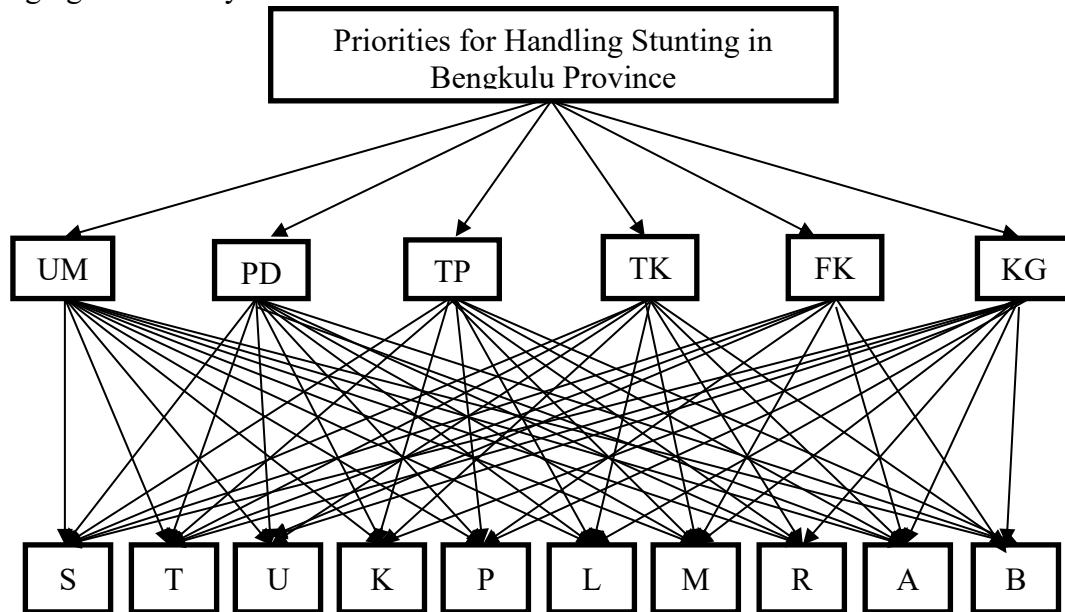 Priorities for Handling Stunting in
Bengkulu Province
UM PD TP TK FK KG
S T U K P L M R A B